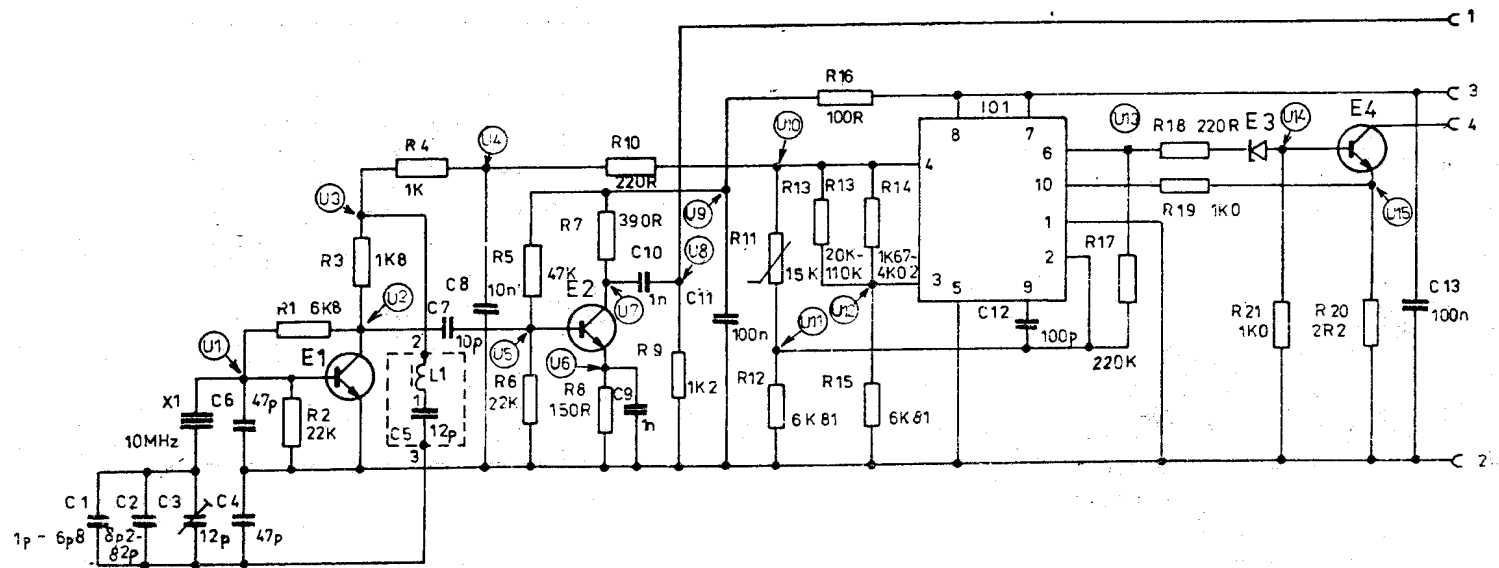 1
R16
100R
3
IO1
8
7
U10
U13
R18 220R
E3
U14
E4
4
R4
1K
U4
R10
220R
4
6
10
1
2
3
5
9
R13
R13
R14
R19
1K0
U15
U3
R7
390R
U9
R11
15K
20K-
110K
1K67-
4K02
R17
R3
1K8
R5
47K
C10
1n
U8
C8
10n
C11
100n
U12
C12
100p
U11
R21
1K0
R20
2R2
C13
100n
R1
6K8
U2
C7
10p
E2
U7
U5
U6
R9
1K2
220K
U1
E1
2
L1
1
C5
12p
3
R6
22K
R8
150R
C9
1n
R12
6K81
R15
6K81
X1
10MHz
C6
47p
R2
22K
2
C1
1p - 6p8
C2
8p2-
82p
C3
12p
C4
47p